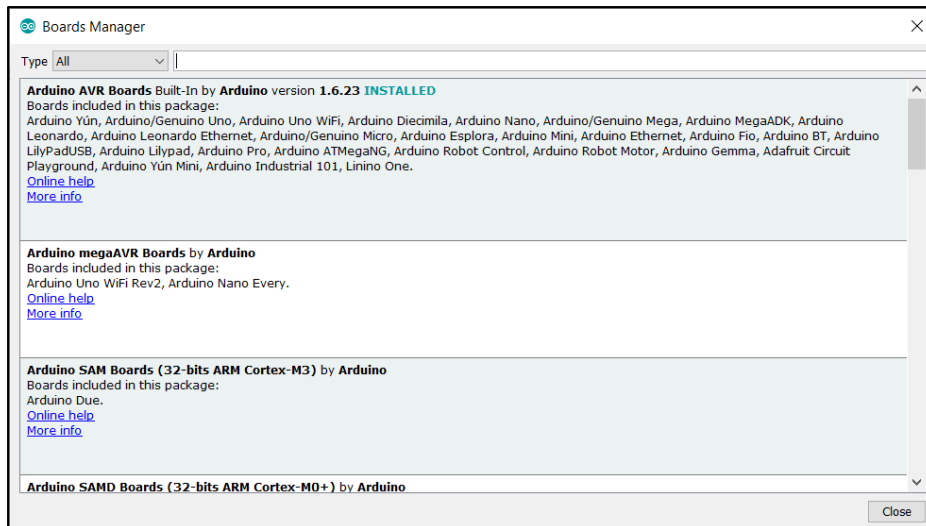 Boards Manager
Type All
Arduino AVR Boards Built-In by Arduino version 1.6.23 INSTALLED
Boards included in this package:
Arduino Yún, Arduino/Genuino Uno, Arduino Uno WiFi, Arduino Diecimila, Arduino Nano, Arduino/Genuino Mega, Arduino MegaADK, Arduino
Leonardo, Arduino Leonardo Ethernet, Arduino/Genuino Micro, Arduino Esplora, Arduino Mini, Arduino Ethernet, Arduino Fio, Arduino BT, Arduino
LilyPadUSB, Arduino Lilypad, Arduino Pro, Arduino ATMegaNG, Arduino Robot Control, Arduino Robot Motor, Arduino Gemma, Adafruit Circuit
Playground, Arduino Yún Mini, Arduino Industrial 101, Linino One.
Online help
More info
Arduino megaAVR Boards by Arduino
Boards included in this package:
Arduino Uno WiFi Rev2, Arduino Nano Every.
Online help
More info
Arduino SAM Boards (32-bits ARM Cortex-M3) by Arduino
Boards included in this package:
Arduino Due.
Online help
More info
Arduino SAMD Boards (32-bits ARM Cortex-M0+) by Arduino
Close